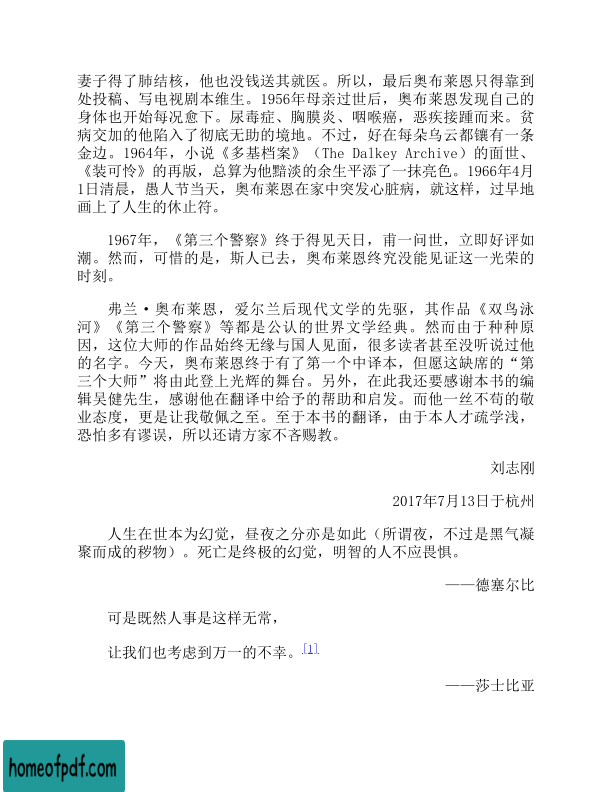 妻子得了肺结核，他也没钱送其就医。所以，最后奥布莱恩只得靠到
处投稿、写电视剧本维生。1956年母亲过世后，奥布莱恩发现自己的
身体也开始每况愈下。尿毒症、胸膜炎、咽喉癌，恶疾接踵而来。贫
病交加的他陷入了彻底无助的境地。不过，好在每朵乌云都镶有一条
金边。1964年，小说《多基档案》（The Dalkey Archive）的面世、
《装可怜》的再版，总算为他黯淡的余生平添了一抹亮色。1966年4月
1日清晨，愚人节当天，奥布莱恩在家中突发心脏病，就这样，过早地
画上了人生的休止符。
1967年，《第三个警察》终于得见天日，甫一问世，立即好评如
潮。然而，可惜的是，斯人已去，奥布莱恩终究没能见证这一光荣的
时刻。
弗兰·奥布莱恩，爱尔兰后现代文学的先驱，其作品《双鸟泳
河》《第三个警察》等都是公认的世界文学经典。然而由于种种原
因，这位大师的作品始终无缘与国人见面，很多读者甚至没听说过他
的名字。今天，奥布莱恩终于有了第一个中译本，但愿这缺席的“第
三个大师”将由此登上光辉的舞台。另外，在此我还要感谢本书的编
辑吴健先生，感谢他在翻译中给予的帮助和启发。而他一丝不苟的敬
业态度，更是让我敬佩之至。至于本书的翻译，由于本人才疏学浅，
恐怕多有谬误，所以还请方家不吝赐教。
刘志刚
2017年7月13日于杭州
人生在世本为幻觉，昼夜之分亦是如此（所谓夜，不过是黑气凝
聚而成的秽物）。死亡是终极的幻觉，明智的人不应畏惧。
——德塞尔比
可是既然人事是这样无常，
让我们也考虑到万一的不幸。[1]
——莎士比亚
homeofpdf.com